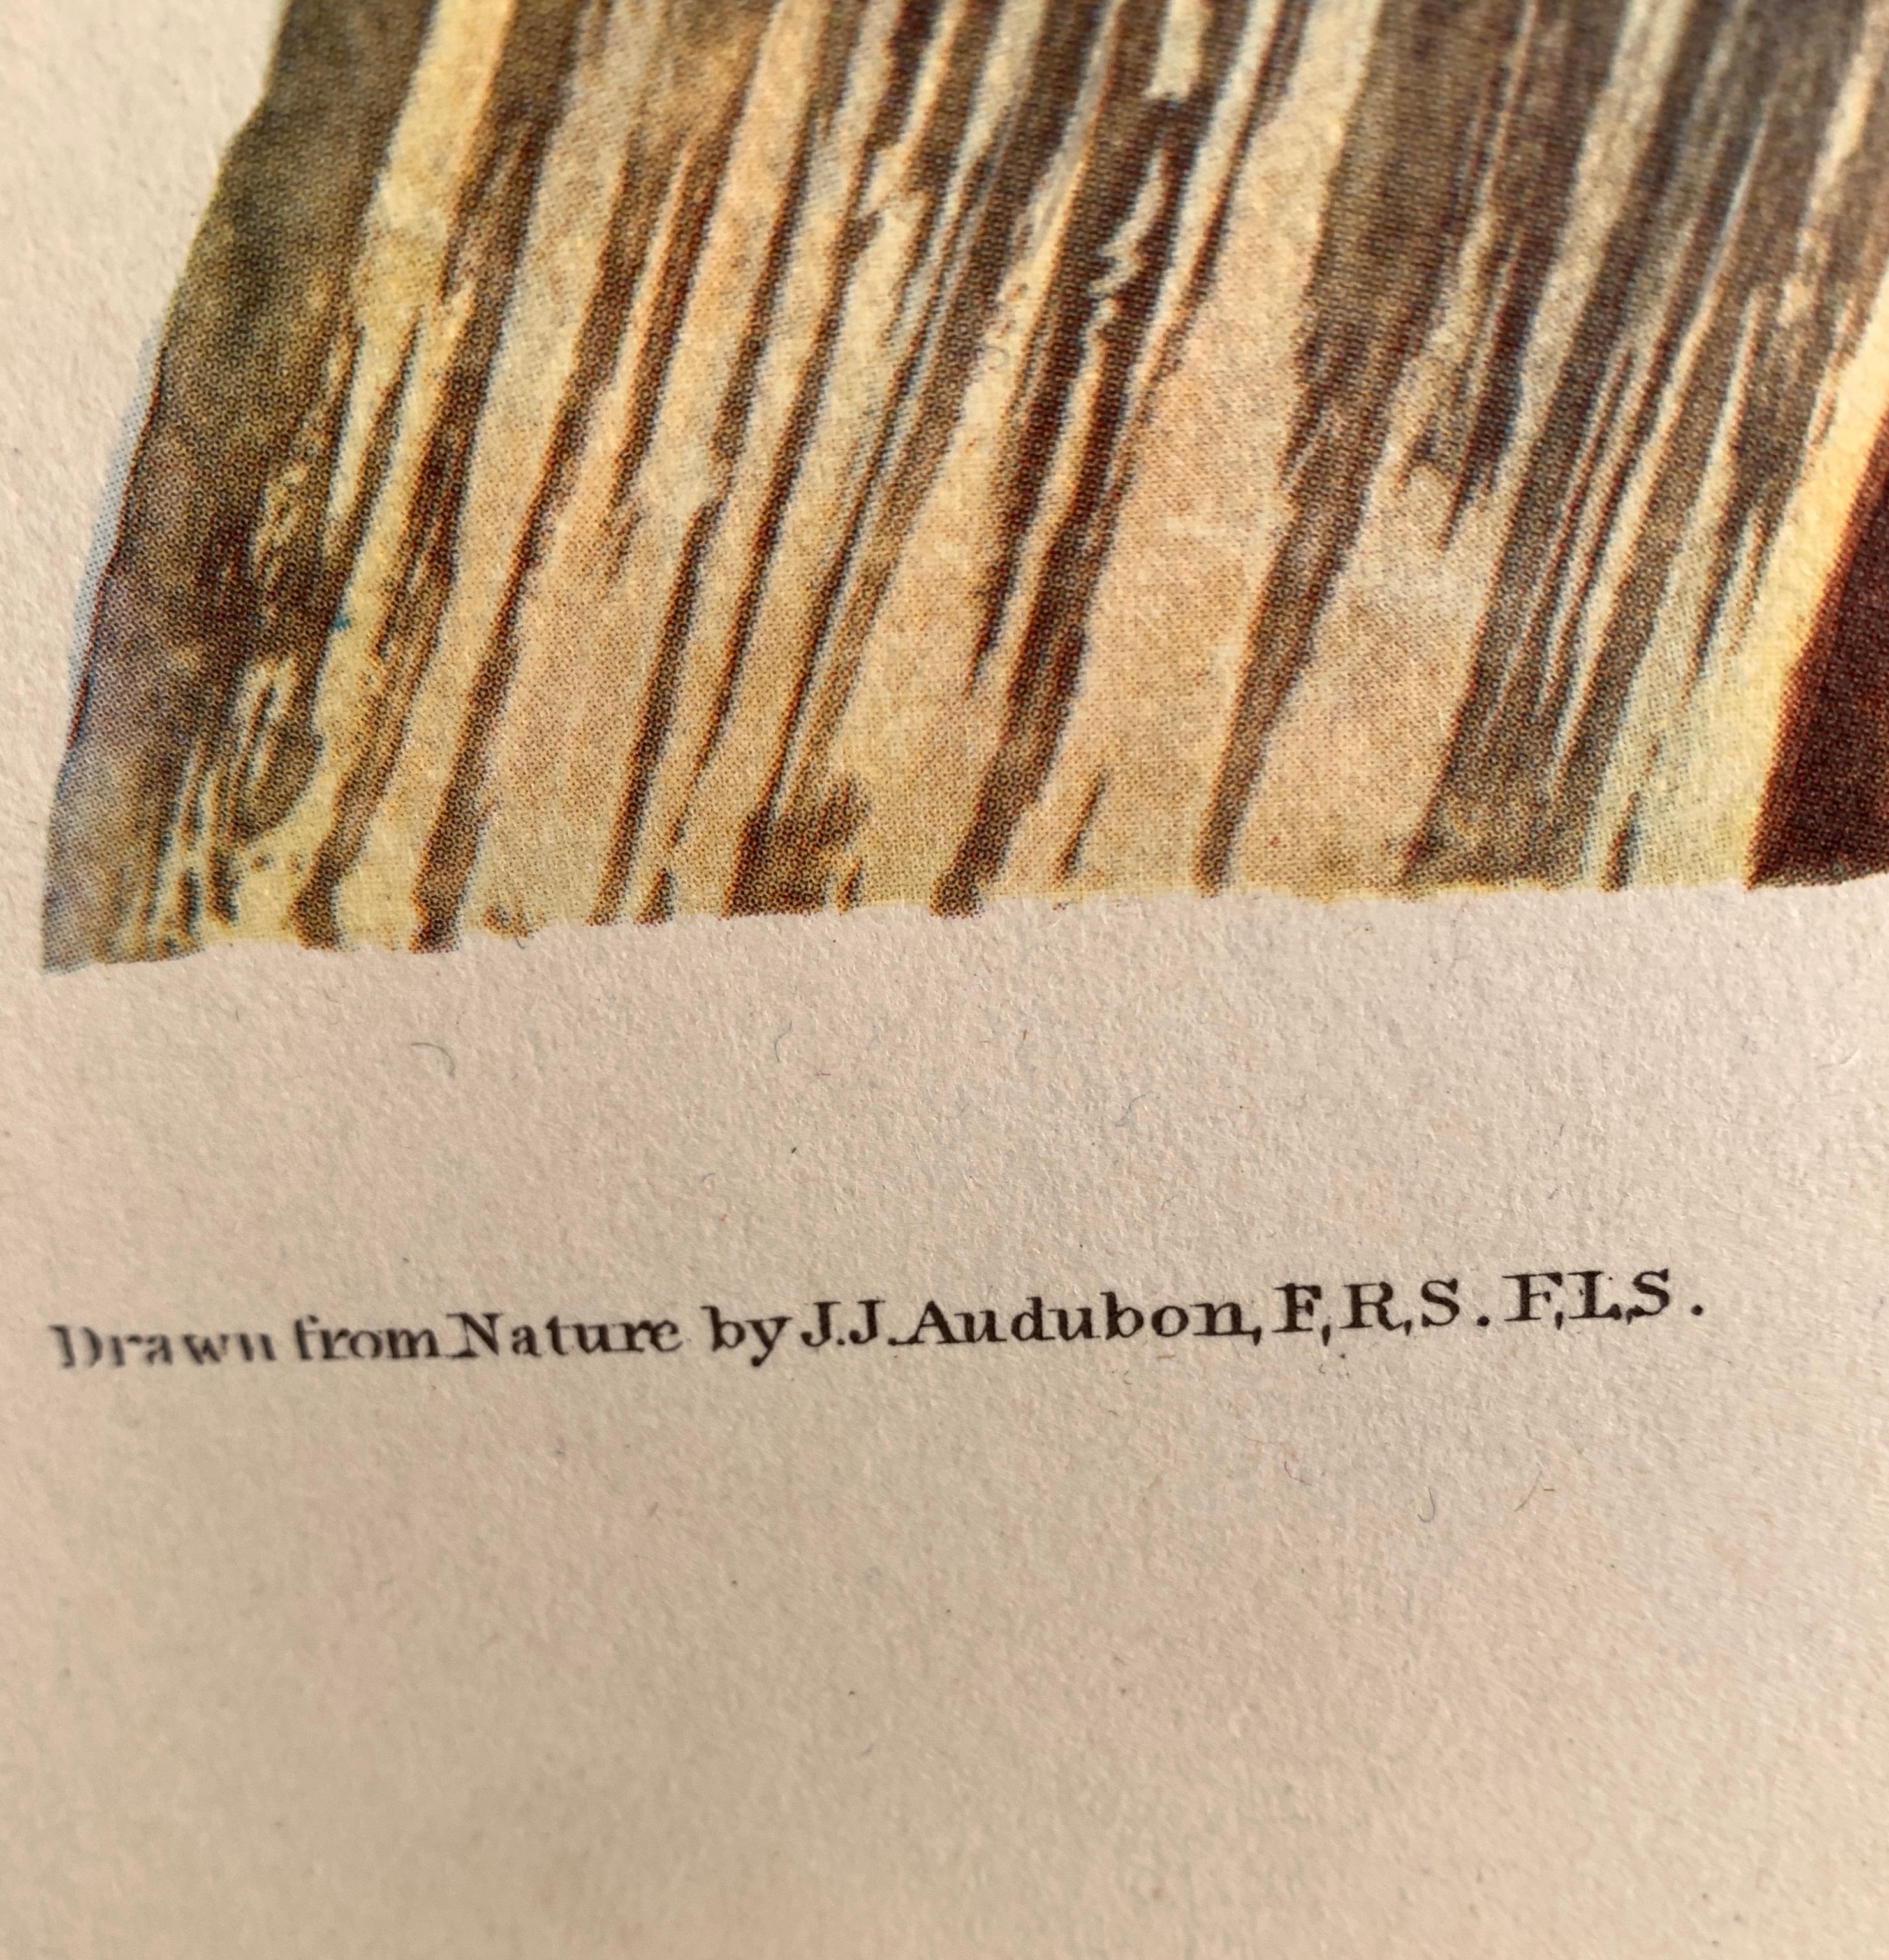 Drawn from Nature by J.J. Audubon, F,R,S. F,L,S.